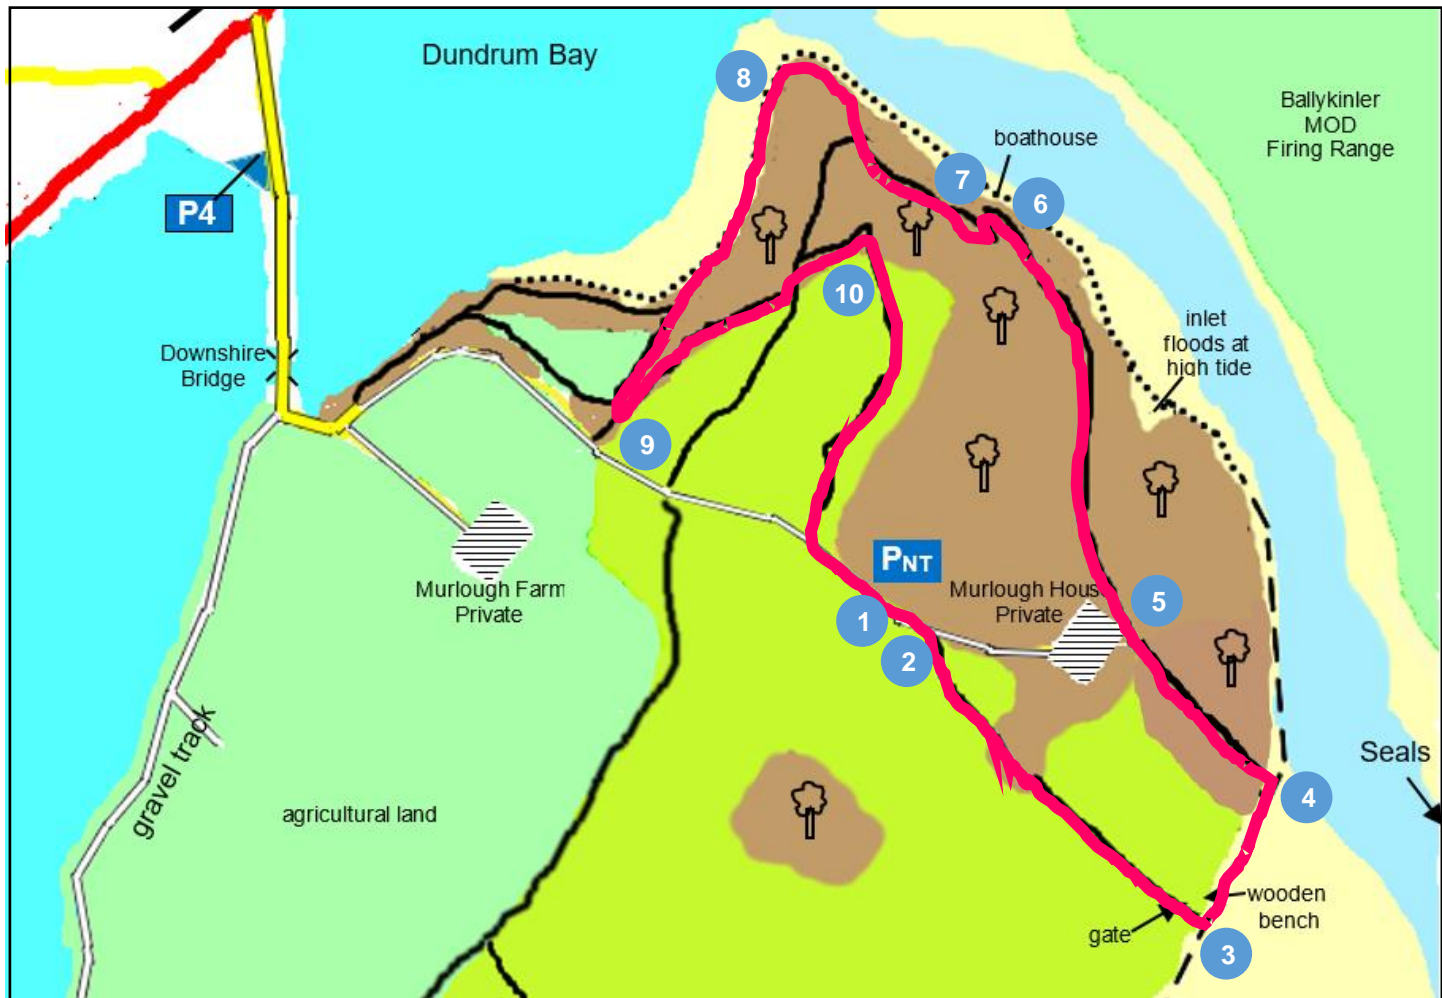 Dundrum Bay
8
Ballykinler
MOD
Firing Range
boathouse
7
6
P4
10
inlet
floods at
high tide
Downshire
Bridge
9
PNT
Murlough Farm
Private
Murlough Hous
Private
5
1
2
gravel track
Seals
4
agricultural land
wooden
bench
gate
3